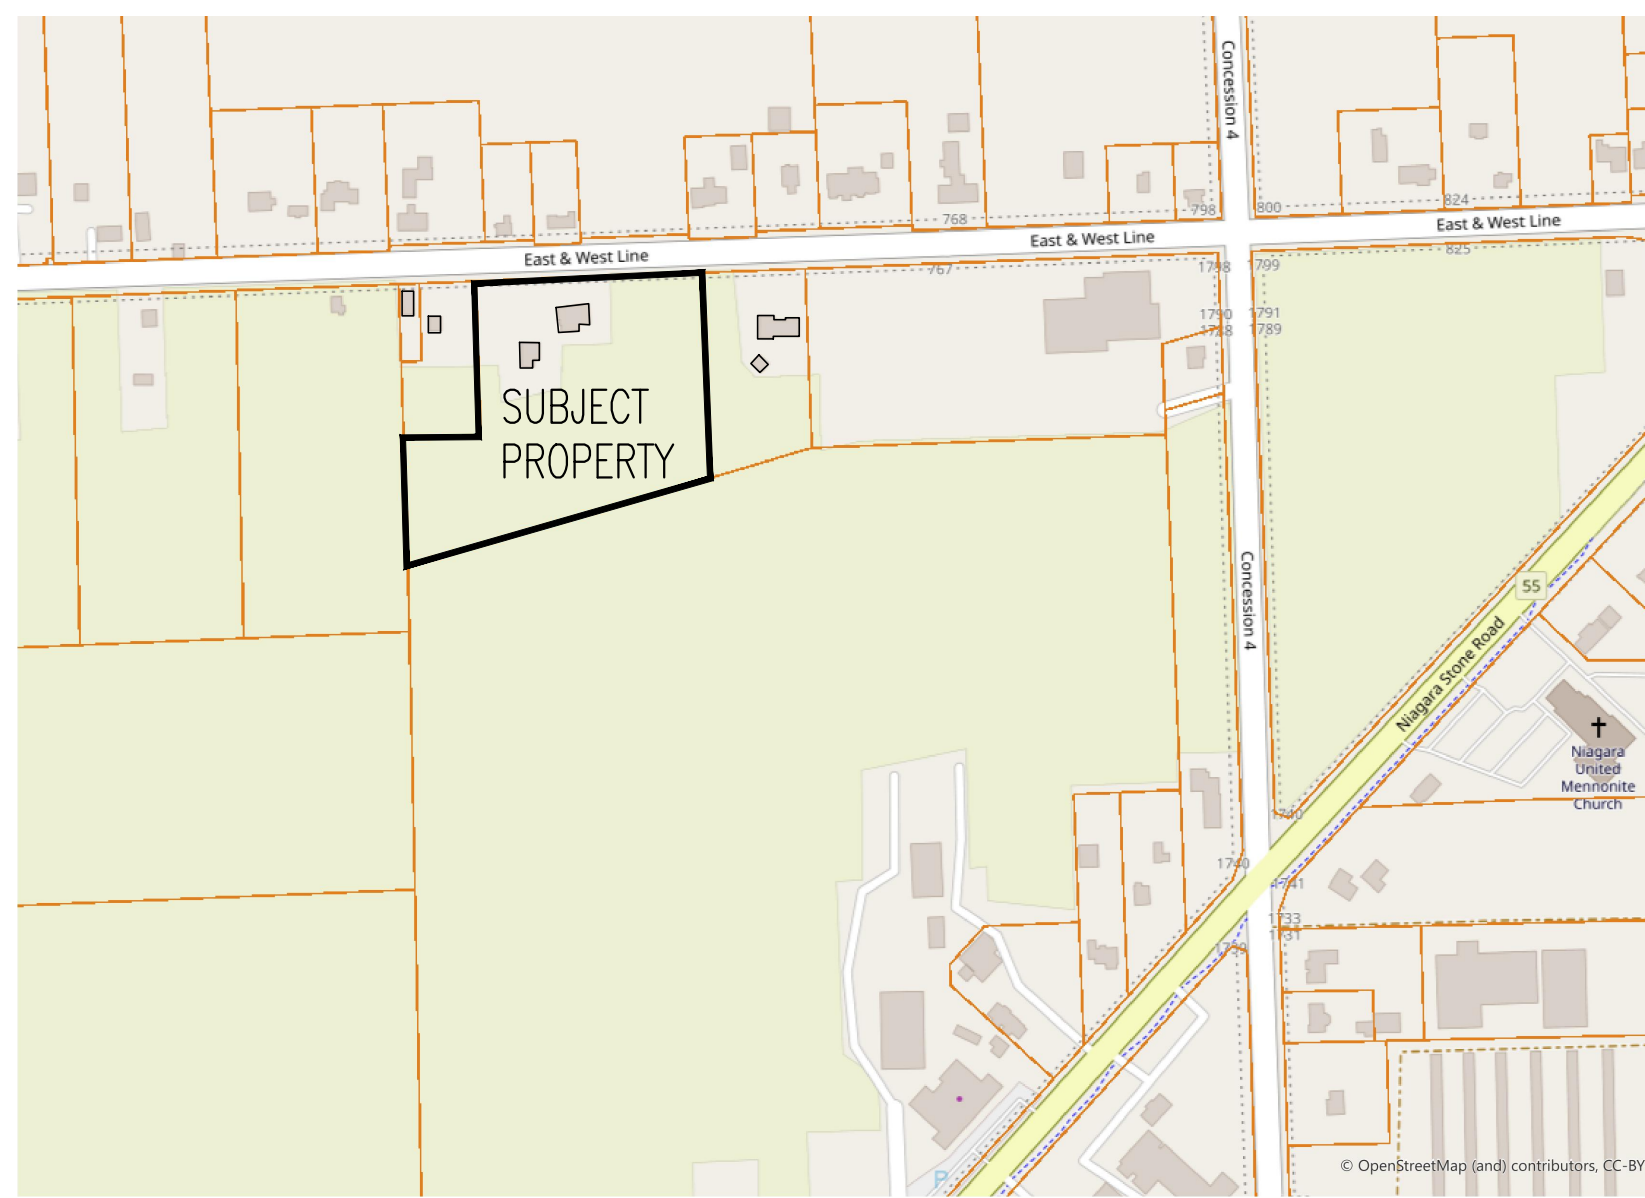 Concession 4
824
800
798
768
East & West Line
East & West Line
East & West Line
825
767
1798
1799
1790
1791
1788
1789
SUBJECT
PROPERTY
Concession 4
55
Niagara Stone Road
Niagara
United
Mennonite
Church
1740
1740
1741
1733
1731
1739
P
© OpenStreetMap (and) contributors, CC-BY